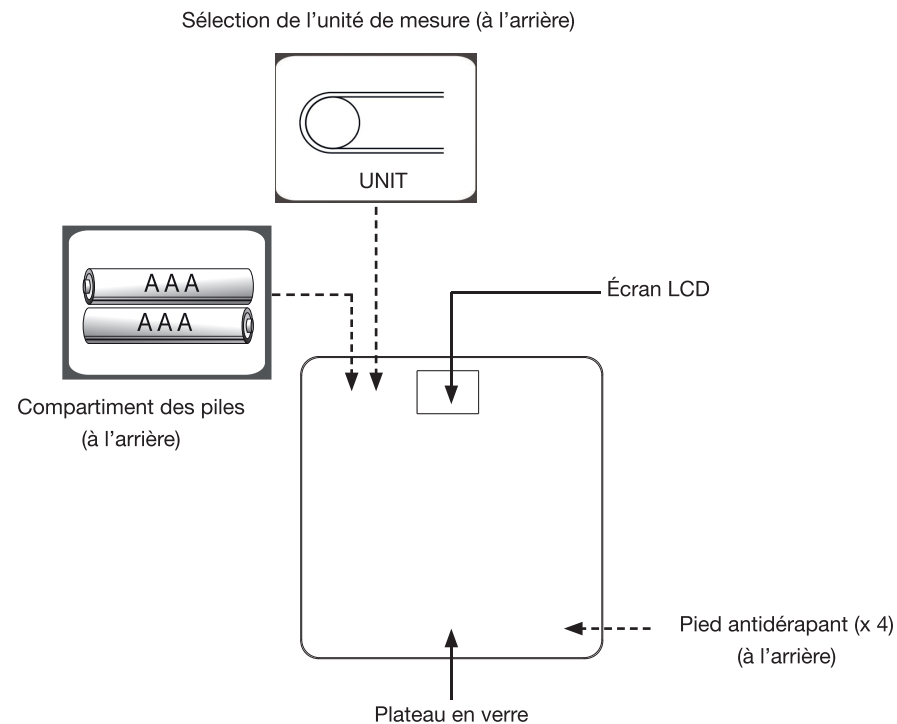 Sélection de l’unité de mesure (à l’arrière)
UNIT
AAA
AAA
Écran LCD
Compartiment des piles
(à l’arrière)
Pied antidérapant (x 4)
(à l’arrière)
Plateau en verre